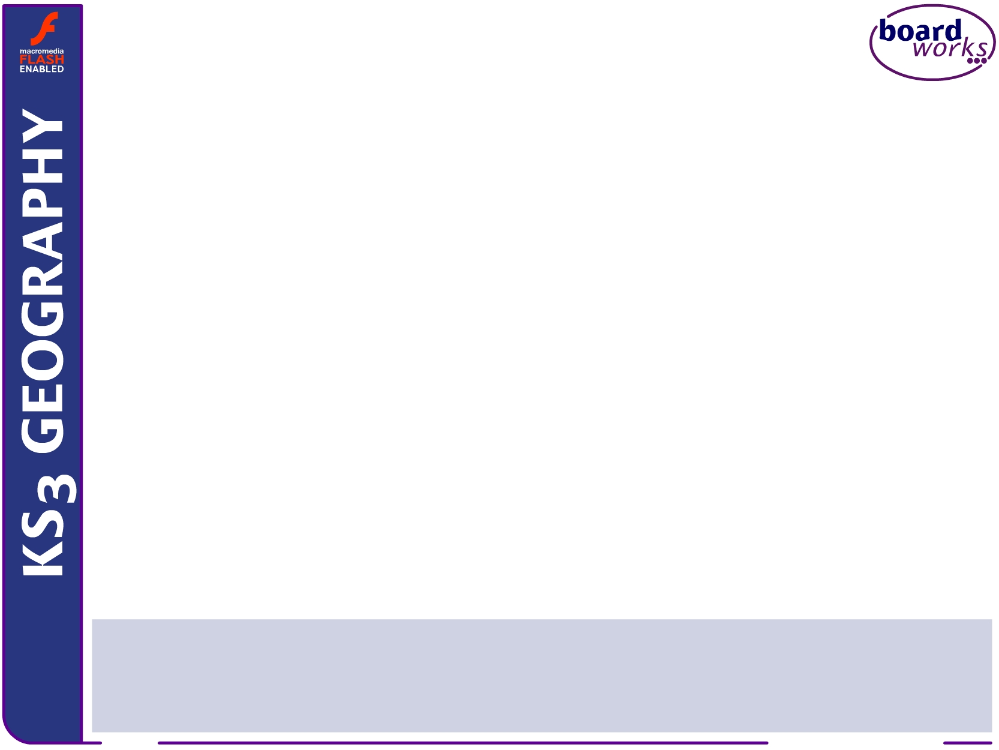 macromedia
FLASH
ENABLED
KS3 GEOGRAPHY
board
works